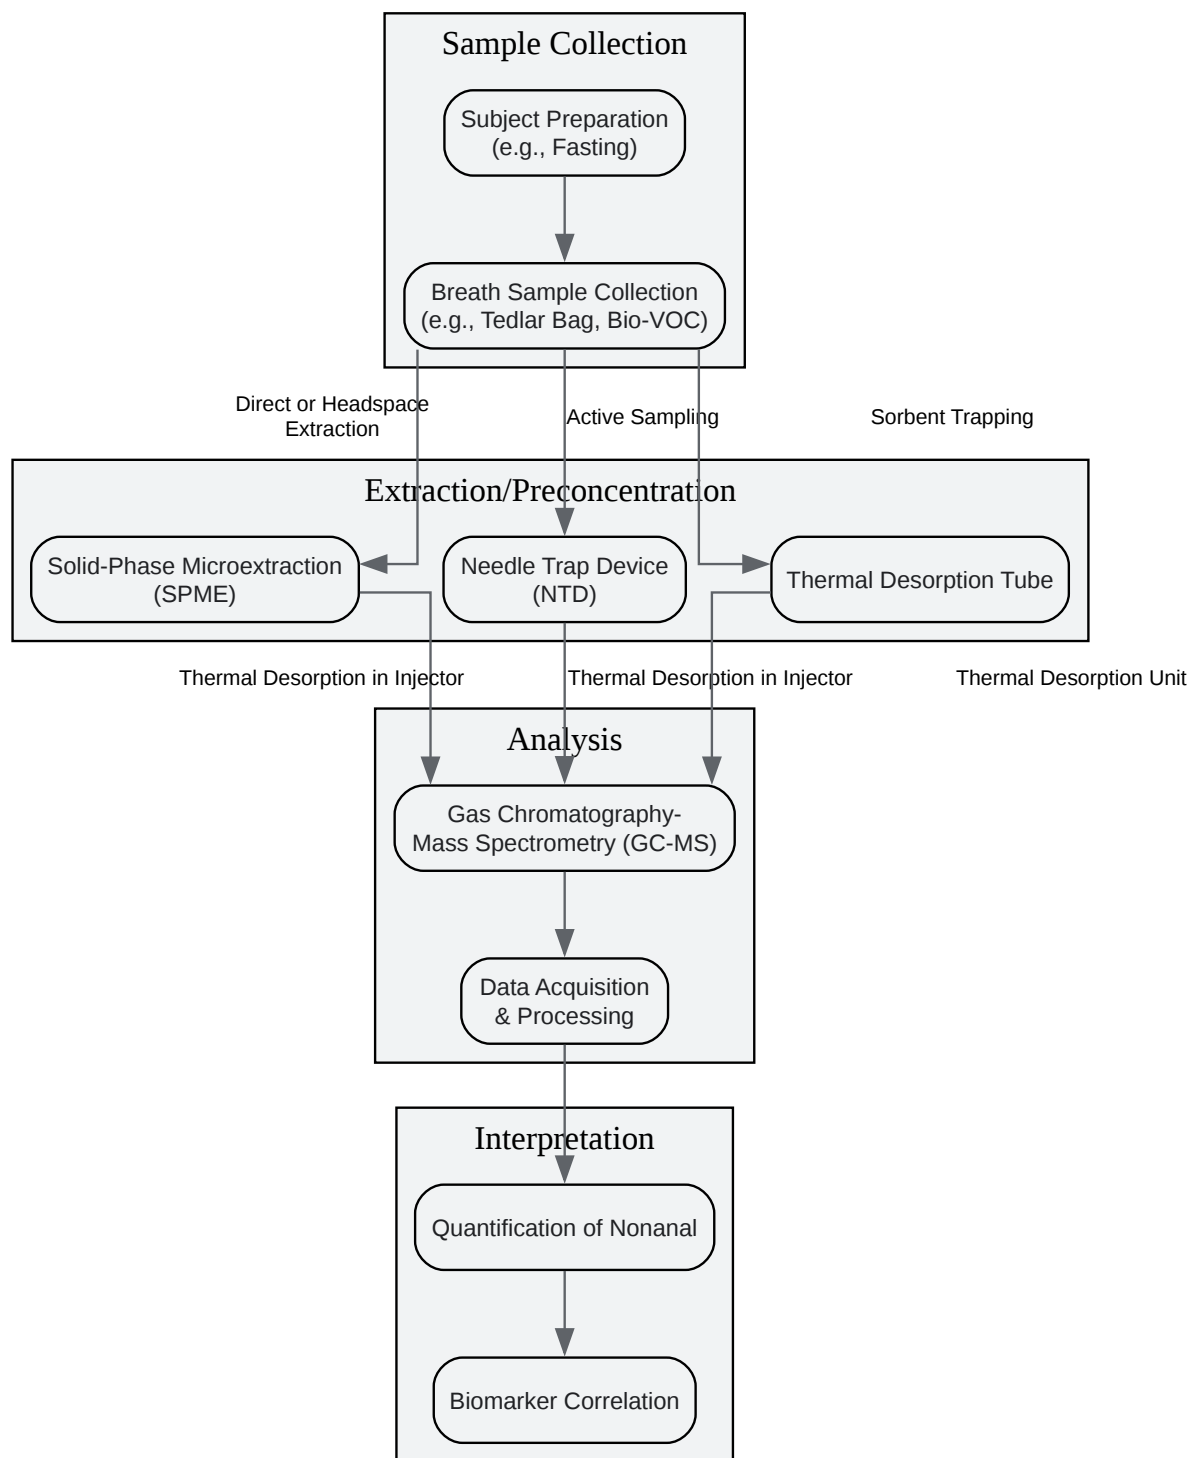 Sample Collection
Subject Preparation
(e.g., Fasting)
Breath Sample Collection
(e.g., Tedlar Bag, Bio-VOC)
Direct or Headspace
Extraction
Active Sampling
Sorbent Trapping
Extraction/Preconcentration
Solid-Phase Microextraction
(SPME)
Needle Trap Device
(NTD)
Thermal Desorption Tube
Thermal Desorption in Injector
Thermal Desorption in Injector
Thermal Desorption Unit
Analysis
Gas Chromatography-
Mass Spectrometry (GC-MS)
Data Acquisition
& Processing
Interpretation
Quantification of Nonanal
Biomarker Correlation